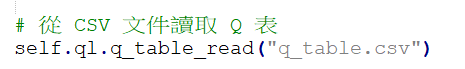 # 從 CSV 文件讀取 Q 表
self.ql.q_table_read("q_table.csv")